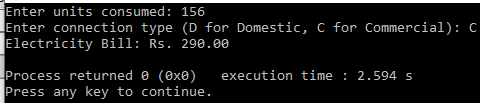 Enter units consumed: 156
Enter connection type (D for Domestic, C for Commercial): C
Electricity Bill: Rs. 290.00
Process returned 0 (0x0)   execution time : 2.594 s
Press any key to continue.